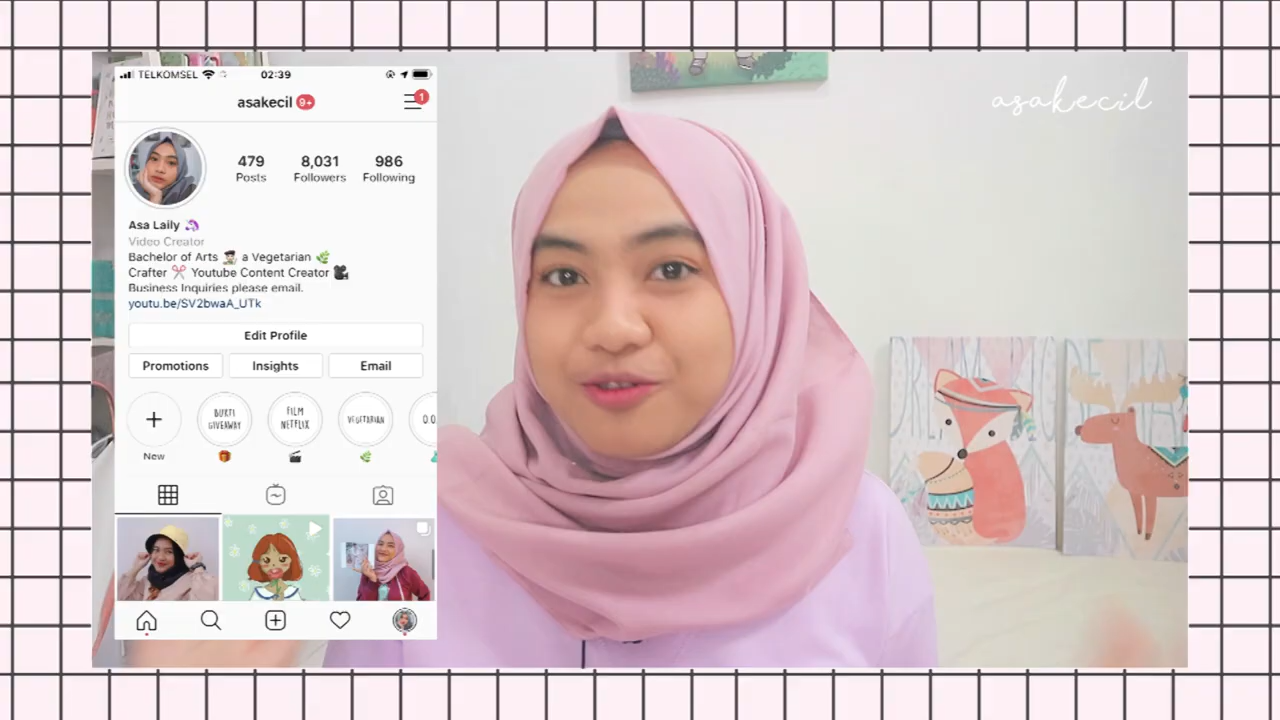 TELKOMSEL 02:39
asakecil 9+
1
479 8,031 986
Posts Followers Following
Asa Laily
Video Creator
Bachelor of Arts a Vegetarian
Crafter Youtube Content Creator
Business Inquiries please email.
youtu.be/SV2bwaA_UTk
Edit Profile
Promotions Insights Email
BURTI
GIVEAWAY
FILM
NETFLIX
VEGETARIAN
New
asakecil